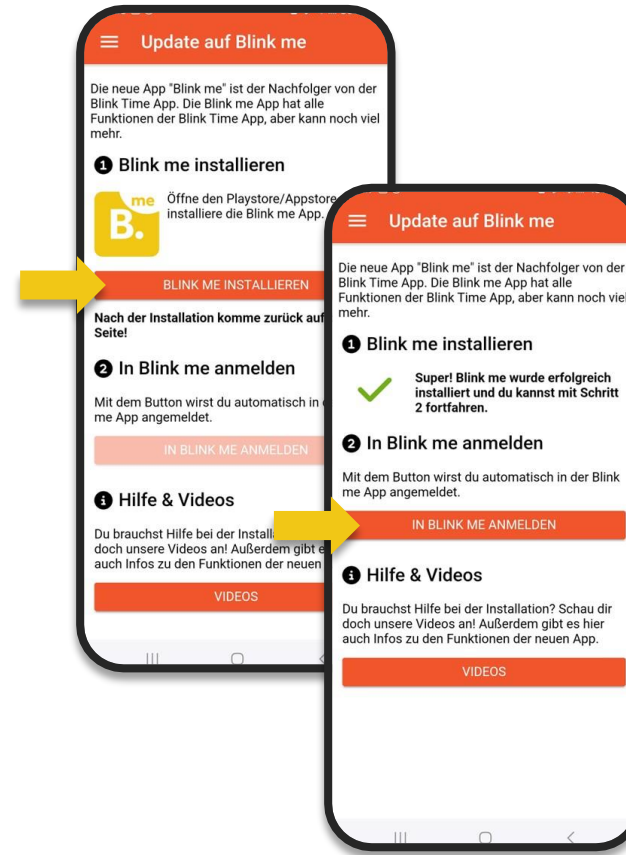 Update auf Blink me
Die neue App "Blink me" ist der Nachfolger von der
Blink Time App. Die Blink me App hat alle
Funktionen der Blink Time App, aber kann noch viel
mehr.
1 Blink me installieren
me
B.
Öffne den Playstore/Appstore
installiere die Blink me App.
BLINK ME INSTALLIEREN
Nach der Installation komme zurück auf
Seite!
2 In Blink me anmelden
Mit dem Button wirst du automatisch in
me App angemeldet.
IN BLINK ME ANMELDEN
i Hilfe & Videos
Du brauchst Hilfe bei der
doch unsere Videos an! Außerdem gibt
auch Infos zu den Funktionen der neuen
VIDEOS
Update auf Blink me
Die neue App "Blink me" ist der Nachfolger von der
Blink Time App. Die Blink me App hat alle
Funktionen der Blink Time App, aber kann noch viel
mehr.
1 Blink me installieren
Super! Blink me wurde erfolgreich
installiert und du kannst mit Schritt
2 fortfahren.
2 In Blink me anmelden
Mit dem Button wirst du automatisch in der Blink
me App angemeldet.
IN BLINK ME ANMELDEN
i Hilfe & Videos
Du brauchst Hilfe bei der Installation? Schau dir
doch unsere Videos an! Außerdem gibt es hier
auch Infos zu den Funktionen der neuen App.
VIDEOS